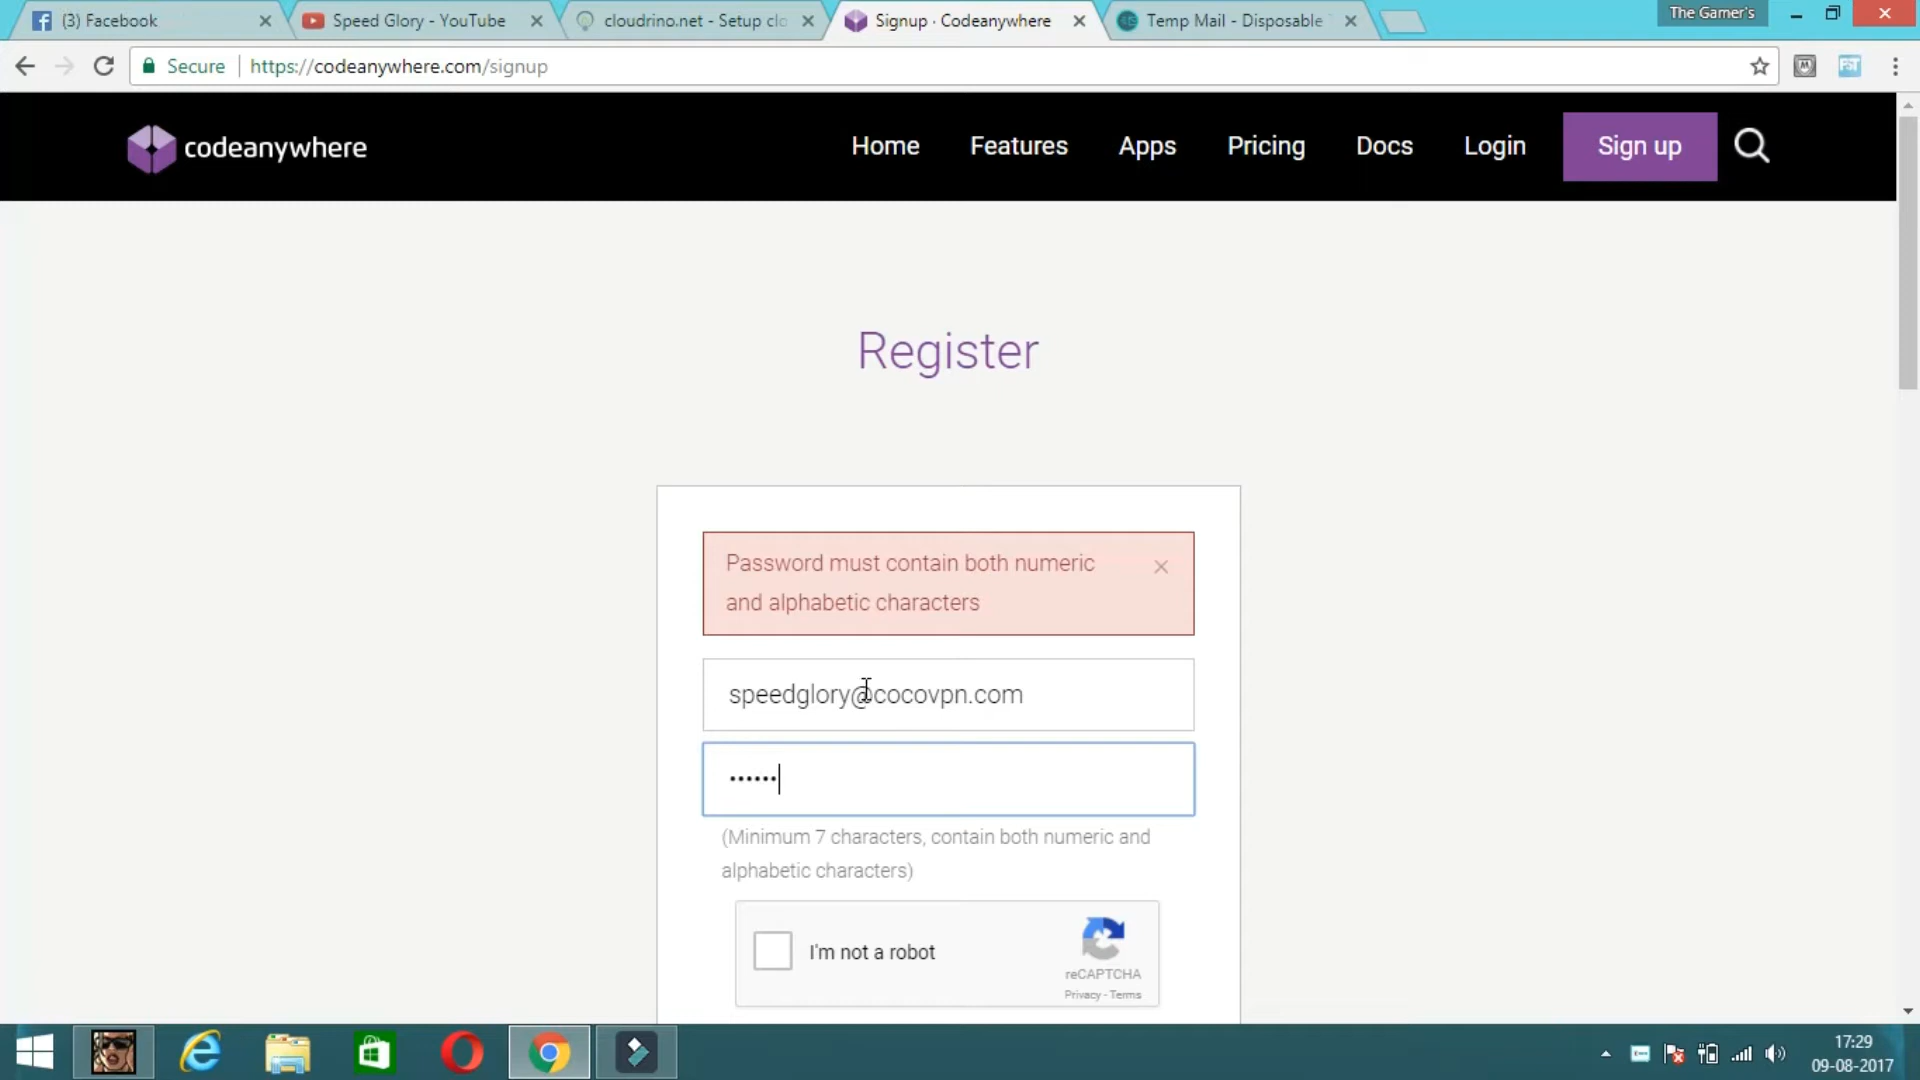 (3) Facebook
Speed Glory - YouTube
cloudrino.net - Setup clo
Signup · Codeanywhere
Temp Mail - Disposable
The Gamer's
Secure
https://codeanywhere.com/signup
codeanywhere
Home
Features
Apps
Pricing
Docs
Login
Sign up
Register
Password must contain both numeric
and alphabetic characters
speedglory@cocovpn.com
(Minimum 7 characters, contain both numeric and
alphabetic characters)
I'm not a robot
reCAPTCHA
Privacy - Terms
17:29
09-08-2017